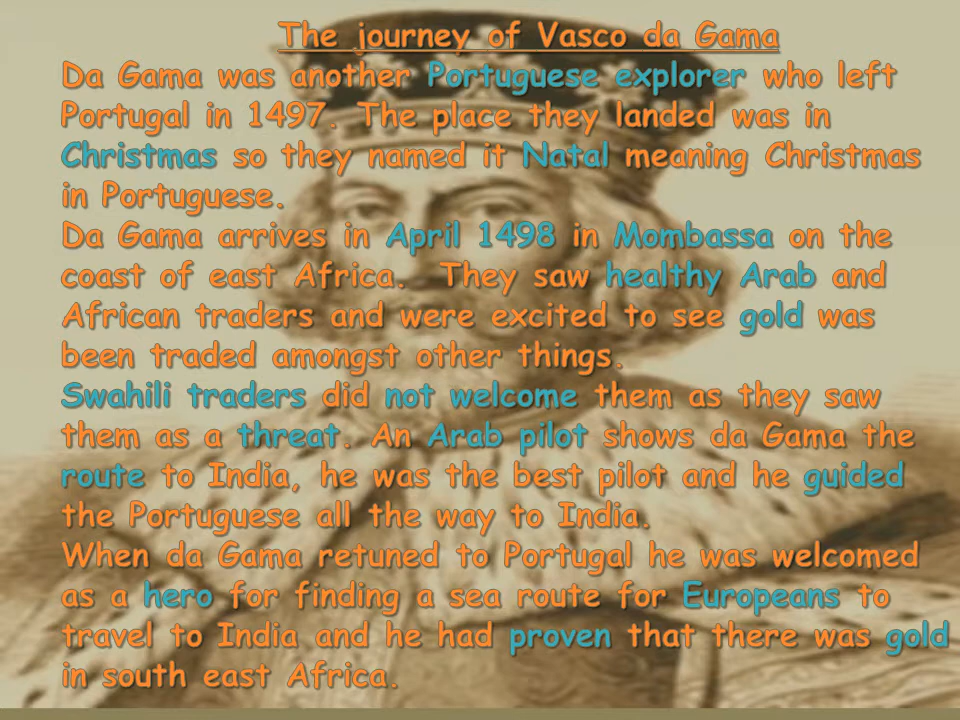 The journey of Vasco da Gama
Da Gama was another Portuguese explorer who left
Portugal in 1497. The place they landed was in
Christmas so they named it Natal meaning Christmas
in Portuguese.
Da Gama arrives in April 1498 in Mombassa on the
coast of east Africa. They saw healthy Arab and
African traders and were excited to see gold was
been traded amongst other things.
Swahili traders did not welcome them as they saw
them as a threat. An Arab pilot shows da Gama the
route to India, he was the best pilot and he guided
the Portuguese all the way to India.
When da Gama retuned to Portugal he was welcomed
as a hero for finding a sea route for Europeans to
travel to India and he had proven that there was gold
in south east Africa.